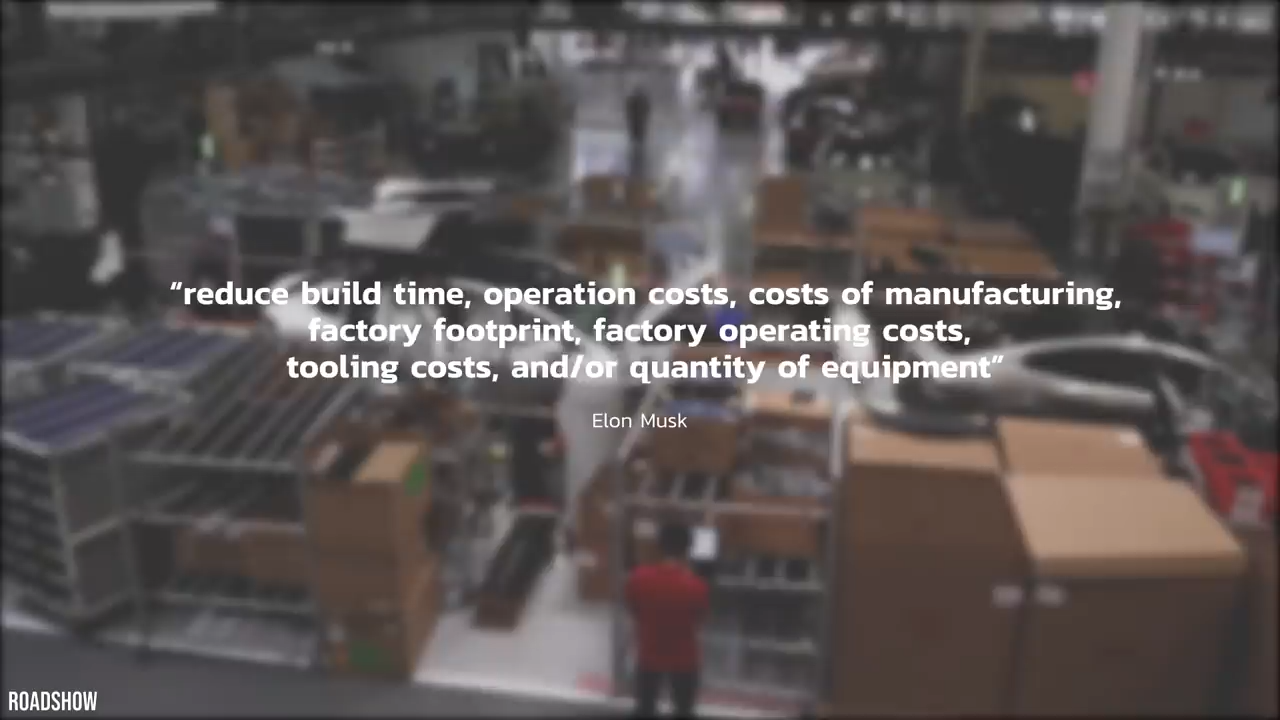 “reduce build time, operation costs, costs of manufacturing,
factory footprint, factory operating costs,
tooling costs, and/or quantity of equipment”
Elon Musk
ROADSHOW